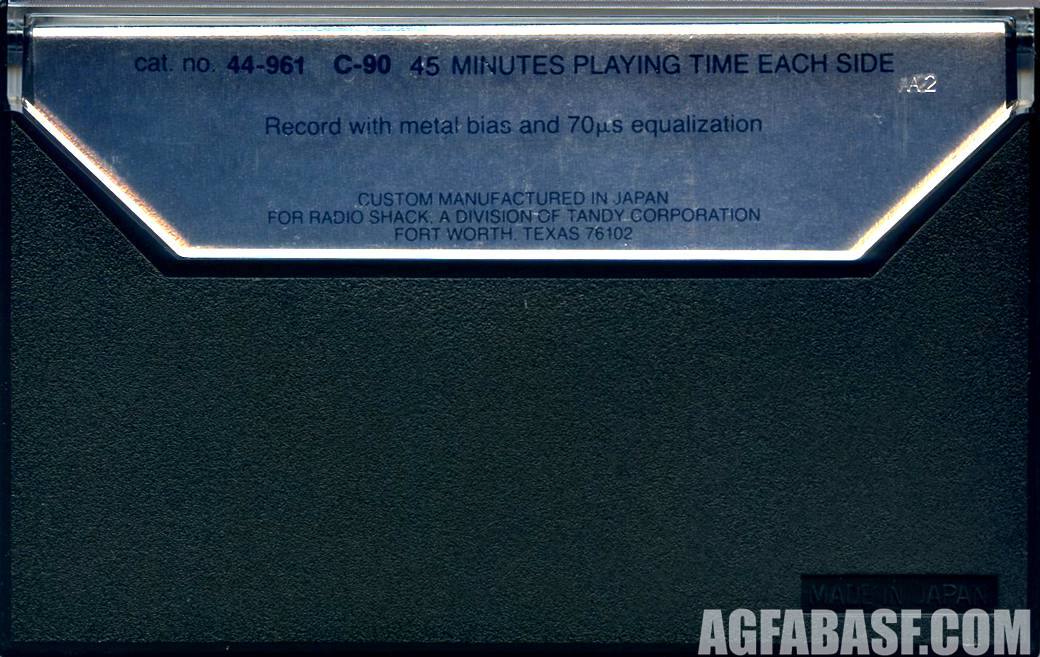 cat. no. 44-961 C-90 45 MINUTES PLAYING TIME EACH SIDE
A2
Record with metal bias and 70µs equalization
CUSTOM MANUFACTURED IN JAPAN
FOR RADIO SHACK, A DIVISION OF TANDY CORPORATION
FORT WORTH, TEXAS 76102
MADE IN JAPAN
AGFABASF.COM